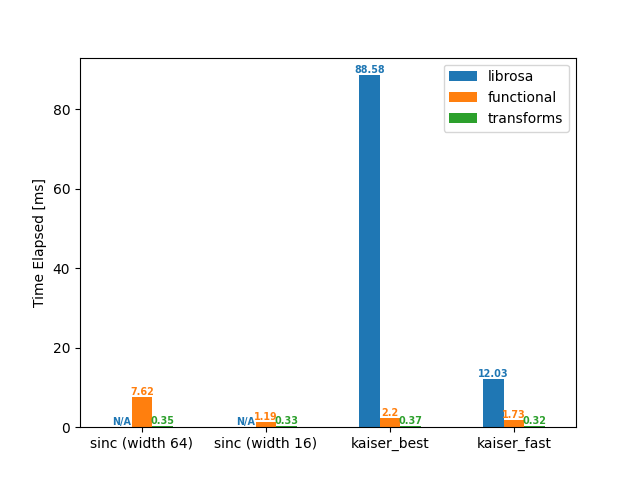 librosa
functional
transforms
Time Elapsed [ms]
80
60
40
20
0
N/A
7.62
0.35
N/A
1.19
0.33
88.58
2.2
0.37
12.03
1.73
0.32
sinc (width 64)
sinc (width 16)
kaiser_best
kaiser_fast